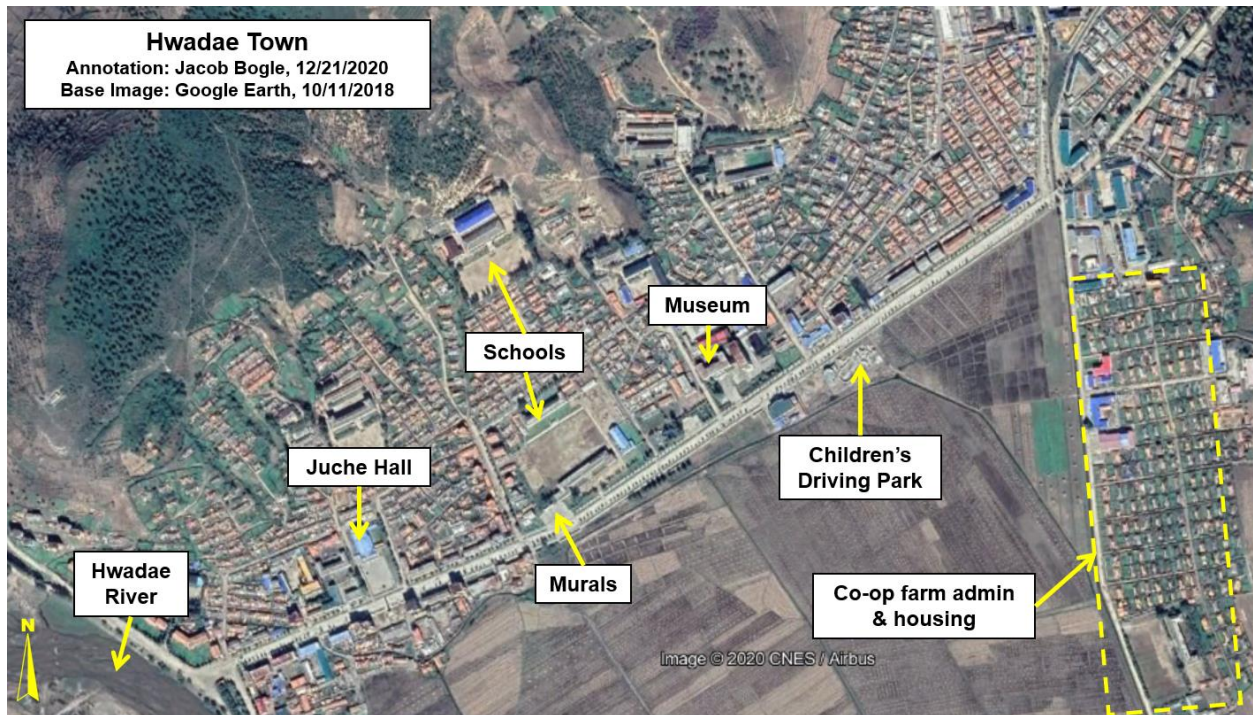 Hwadae Town
Annotation: Jacob Bogle, 12/21/2020
Base Image: Google Earth, 10/11/2018
Museum
Schools
Juche Hall
Children's
Driving Park
Hwadae
River
Murals
Co-op farm admin
& housing
N
Image © 2020 CNES / Airbus